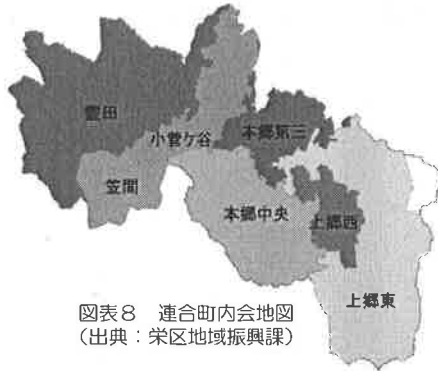 豊田
本郷第三
小菅ケ谷
笠間
本郷中央
上郷西
上郷東
図表8 連合町内会地図
(出典:栄区地域振興課)